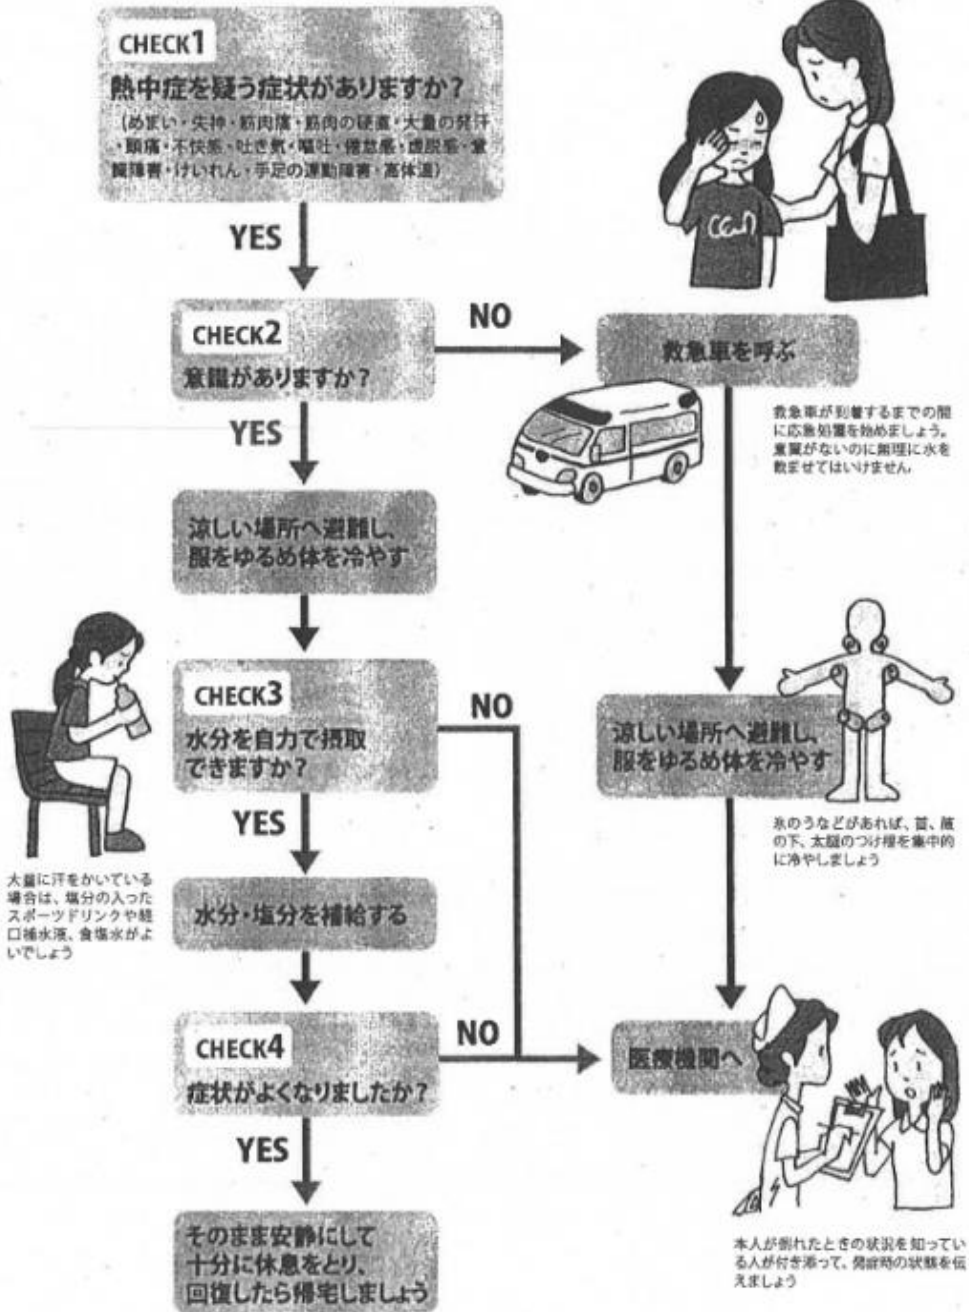 CHECK1
熱中症を疑う症状がありますか？
(めまい・失神・筋肉痛・筋肉の硬直・大量の発汗
・頭痛・不快感・吐き気・嘔吐・倦怠感・虚脱感・意
識障害・けいれん・手足の運動障害・高体温)
YES
CHECK2
意識がありますか？
NO
救急車を呼ぶ
救急車が到着するまでの間
に応急処置を始めましょう。
意識がないのに無理に水を
飲ませてはいけません
YES
涼しい場所へ避難し、
服をゆるめ体を冷やす
CHECK3
水分を自力で摂取
できますか？
NO
涼しい場所へ避難し、
服をゆるめ体を冷やす
氷のうなどがあれば、首、腋
の下、太腿のつけ根を集中的
に冷やしましょう
YES
大量に汗をかいている
場合は、塩分の入った
スポーツドリンクや経
口補水液、食塩水がよ
いでしょう
水分・塩分を補給する
CHECK4
症状がよくなりましたか？
NO
医療機関へ
YES
そのまま安静にして
十分に休息をとり、
回復したら帰宅しましょう
本人が倒れたときの状況を知ってい
る人が付き添って、発症時の状態を伝
えましょう